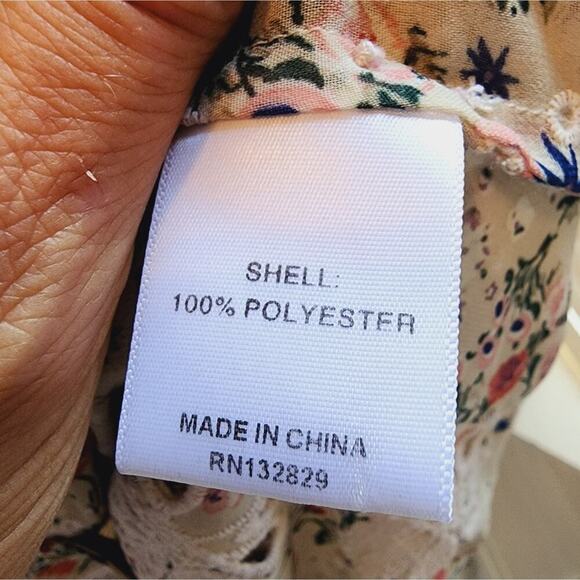 SHELL:
100% POLYESTER
MADE IN CHINA
RN132829